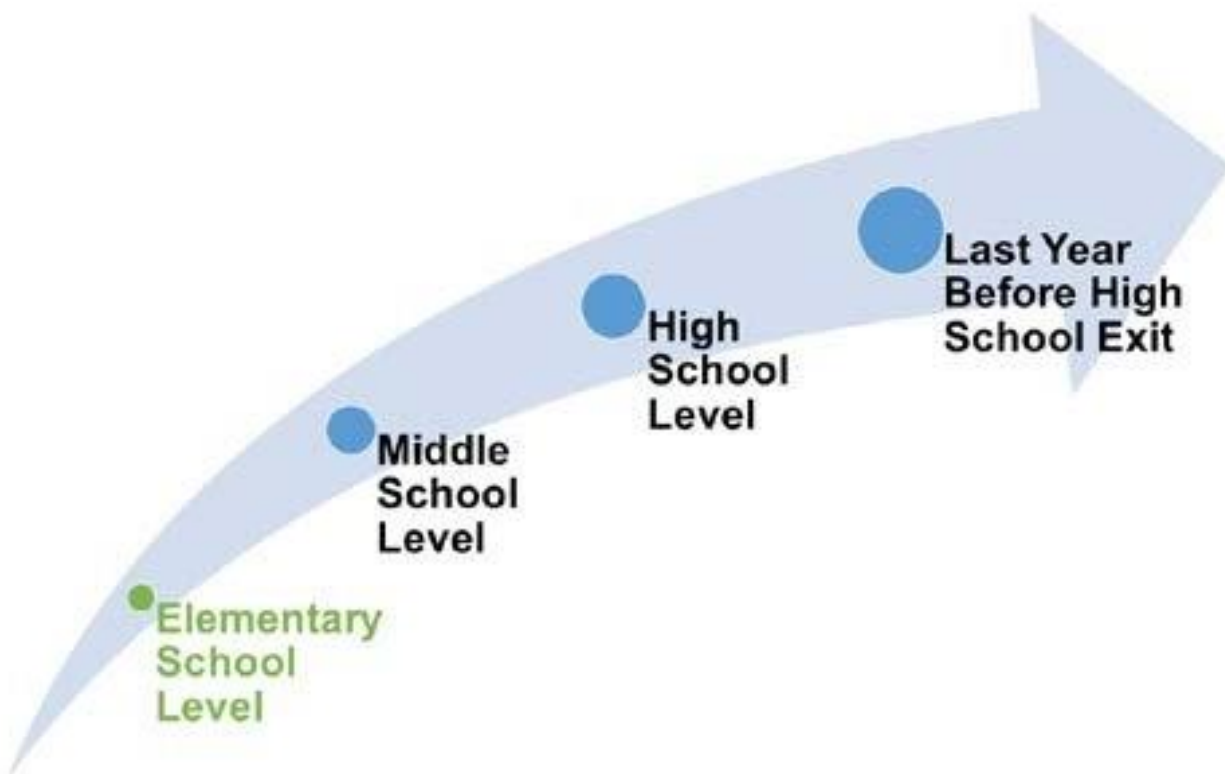 Elementary
School
Level
Middle
School
Level
High
School
Level
Last Year
Before High
School Exit